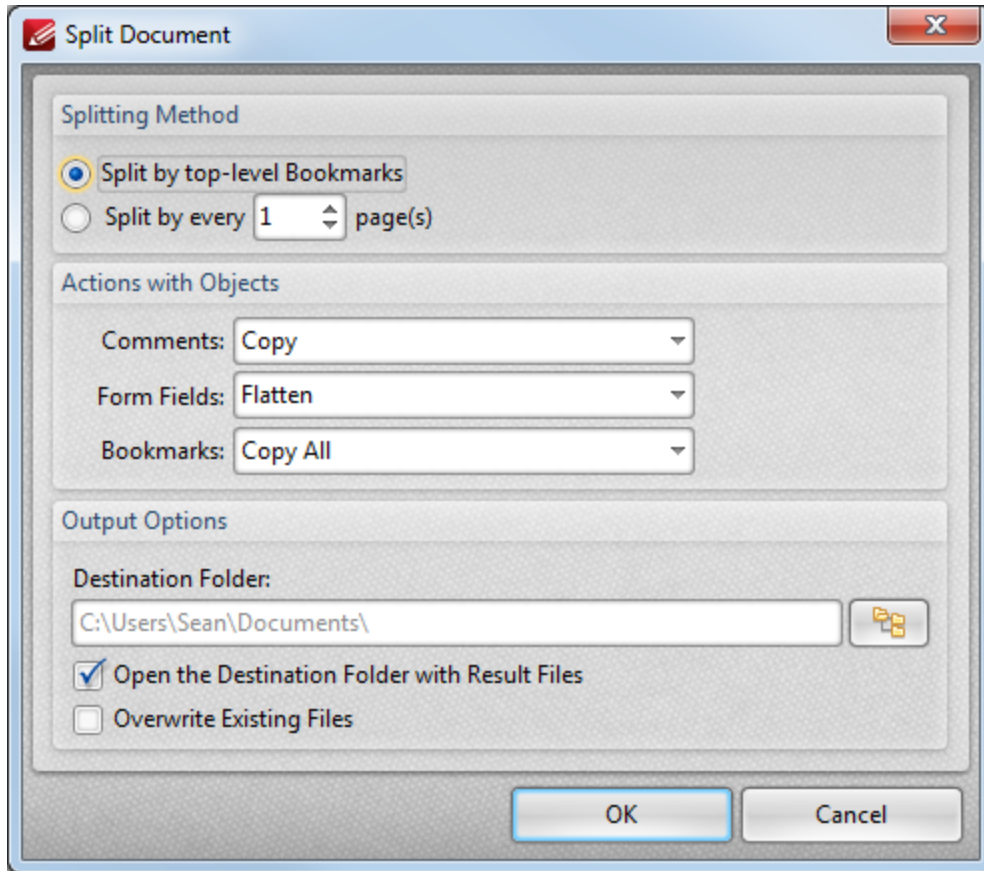 Split Document
Splitting Method
Split by top-level Bookmarks
Split by every 1 page(s)
Actions with Objects
Comments: Copy
Form Fields: Flatten
Bookmarks: Copy All
Output Options
Destination Folder:
C:\Users\Sean\Documents\
Open the Destination Folder with Result Files
Overwrite Existing Files
OK Cancel